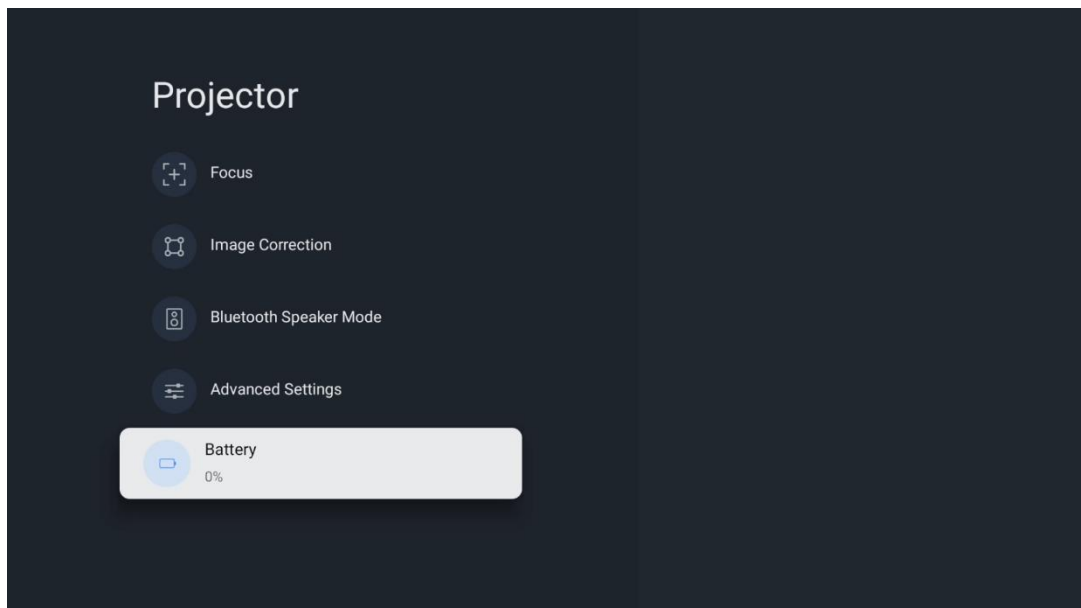 Projector
Focus
Image Correction
Bluetooth Speaker Mode
Advanced Settings
Battery
0%